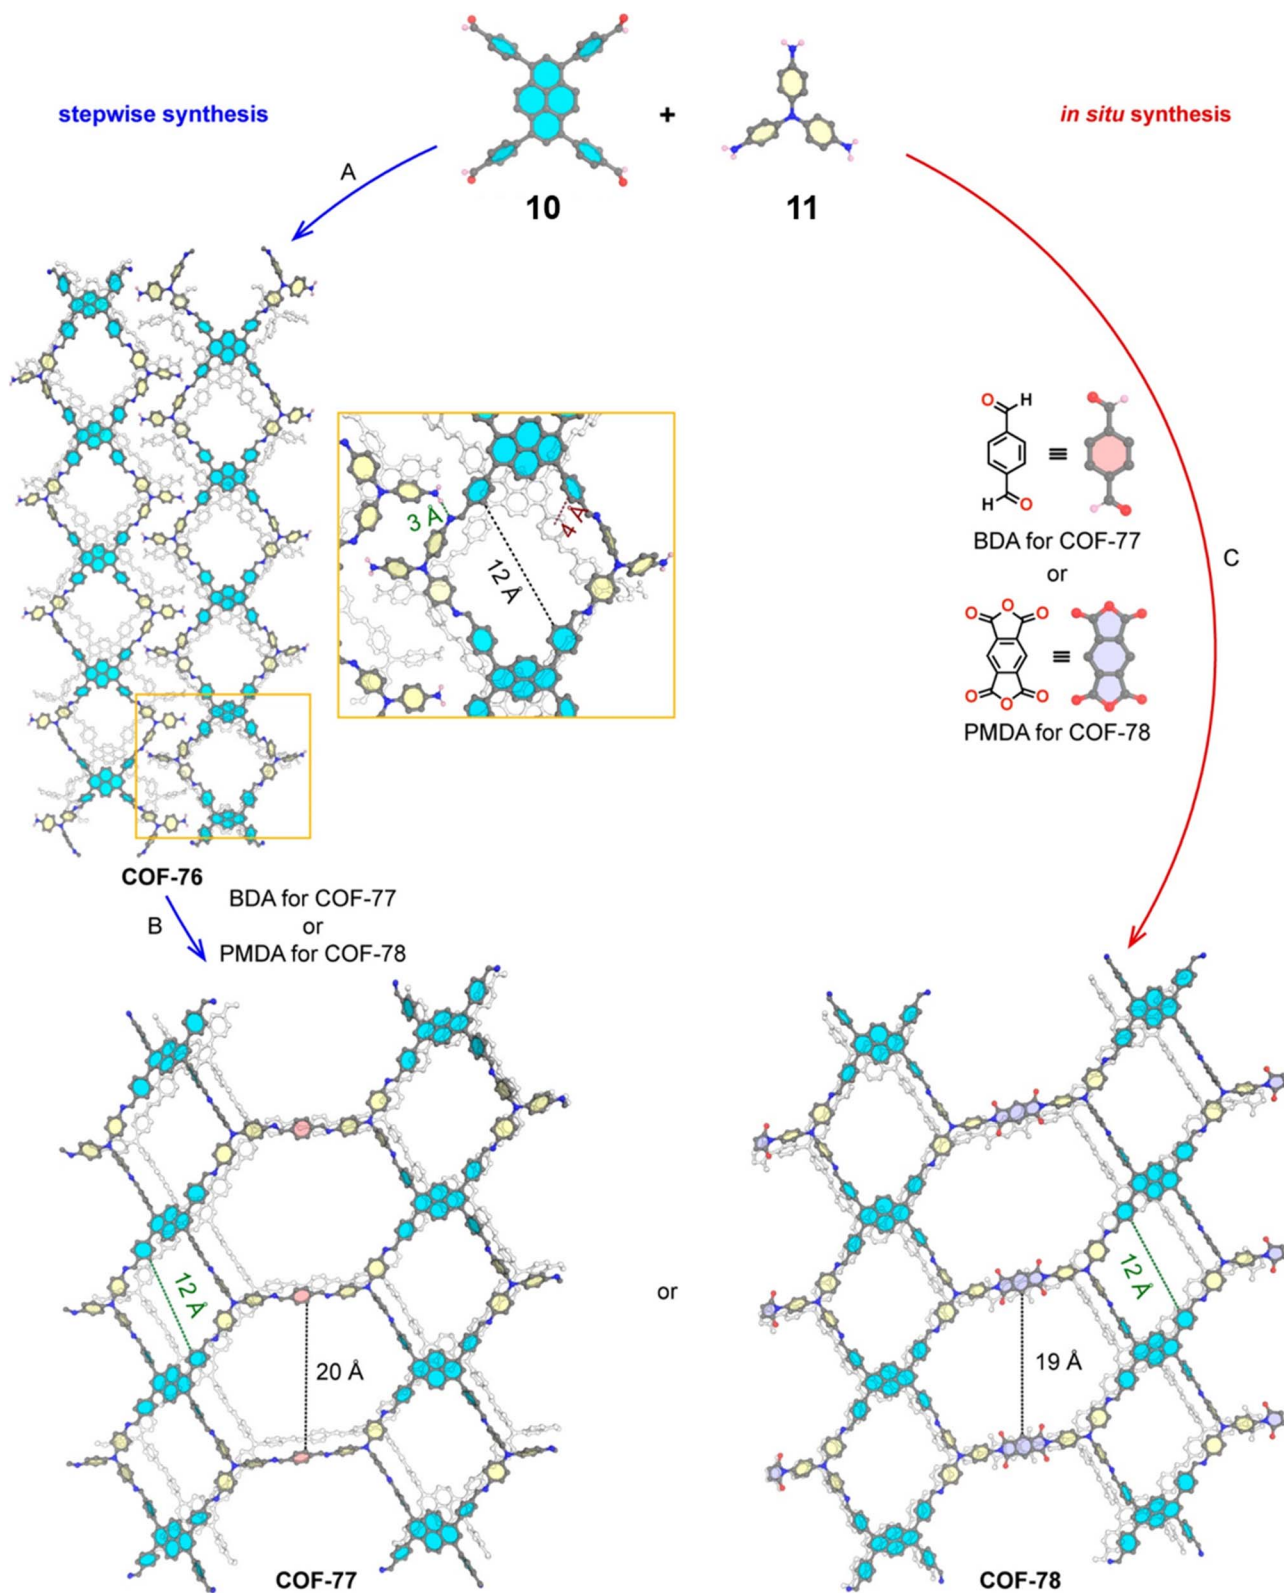 stepwise synthesis
+
in situ synthesis
A
10
11
3 Å
4 Å
12 Å
O
H
H
O
≡
BDA for COF-77
or
C
O O O
O O O
≡
PMDA for COF-78
COF-76
B
BDA for COF-77
or
PMDA for COF-78
12 Å
20 Å
or
12 Å
19 Å
COF-77
COF-78